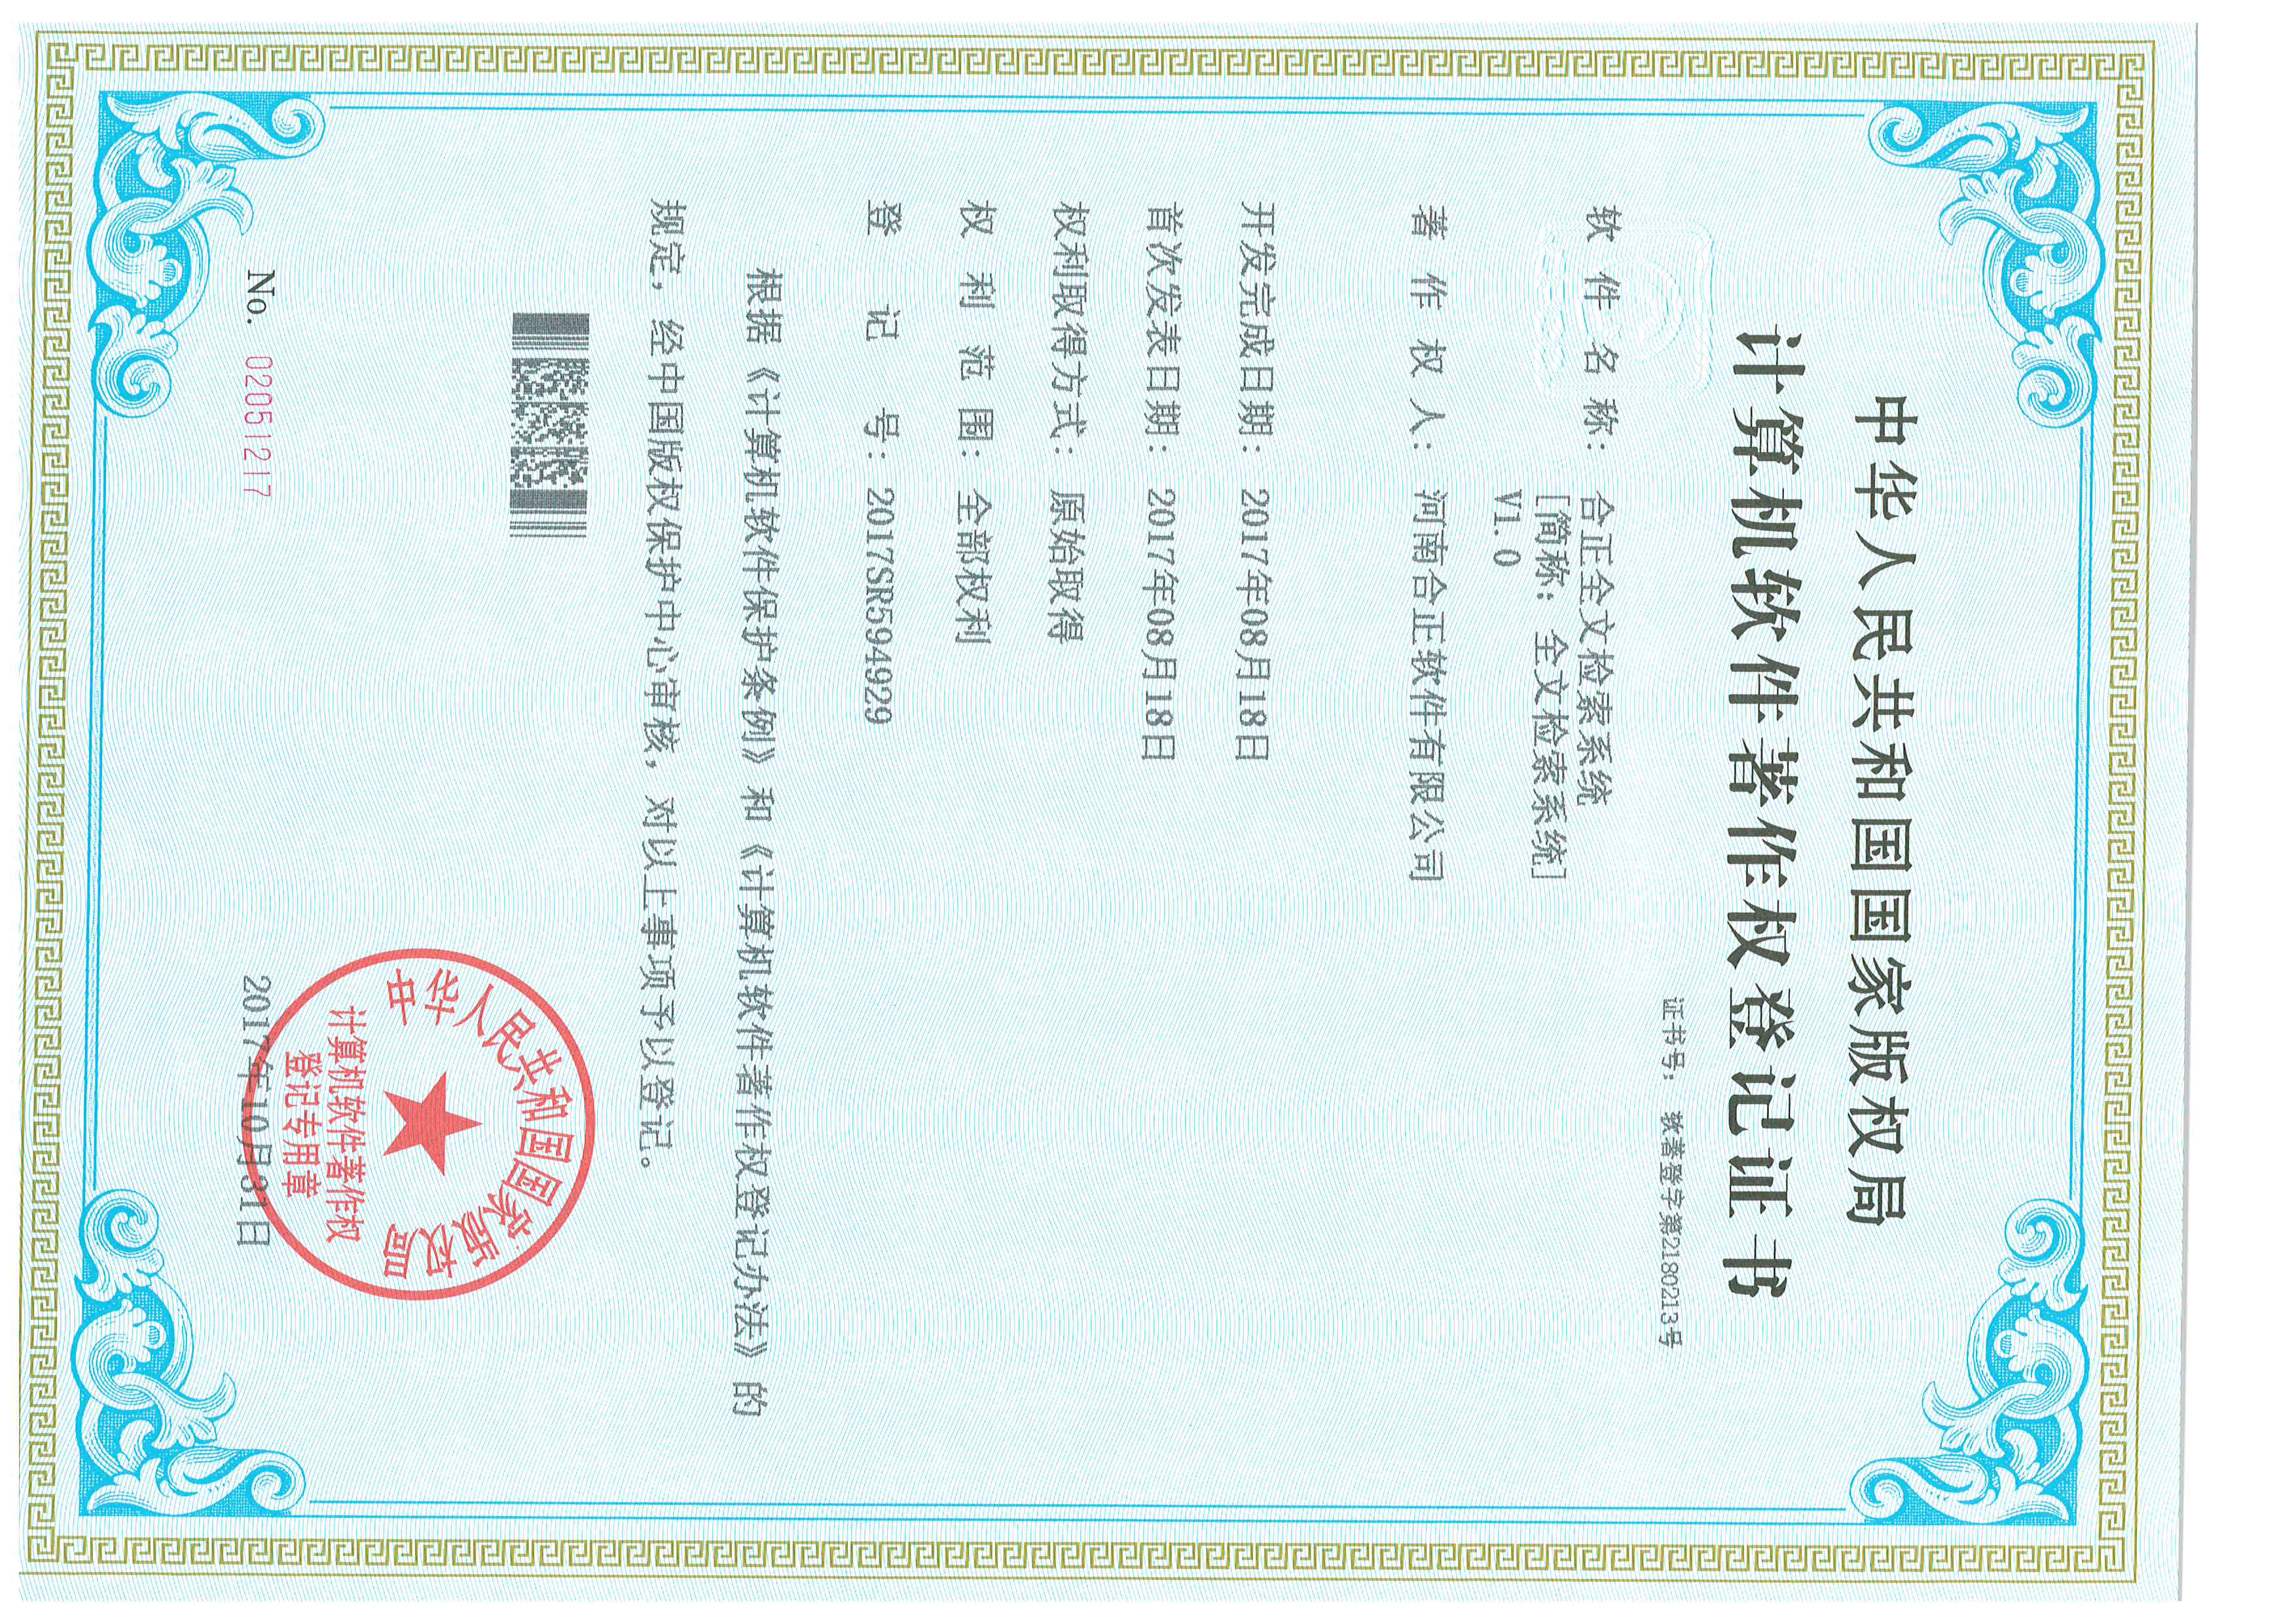 中华人民共和国国家版权局
计算机软件著作权登记证书
证书号： 软著登字第2180213号
软件名称： 合正全文检索系统
[简称：全文检索系统]
V1.0
著作权人： 河南合正软件有限公司
开发完成日期： 2017年08月18日
首次发表日期： 2017年08月18日
权利取得方式： 原始取得
权利范围： 全部权利
登记号： 2017SR594929
根据《计算机软件保护条例》和《计算机软件著作权登记办法》的
规定，经中国版权保护中心审核，对以上事项予以登记。
中华人民共和国国家版权局
计算机软件著作权
登记专用章
No. 02051217
2017年10月31日